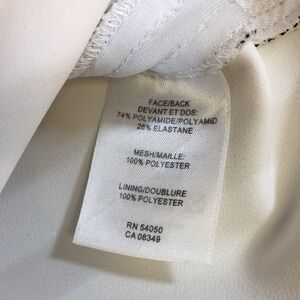 FACE/BACK
DEVANT ET DOS:
74% POLYAMIDE/POLYAMID
26% ELASTANE
MESH/MAILLE:
100% POLYESTER
LINING/DOUBLURE
100% POLYESTER
RN 54050
CA 08349